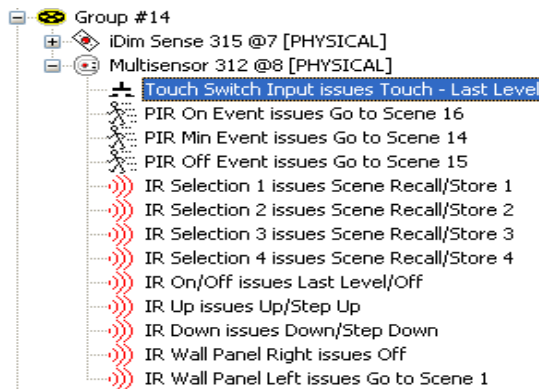 Group #14
iDim Sense 315 @7 [PHYSICAL]
Multisensor 312 @8 [PHYSICAL]
Touch Switch Input issues Touch - Last Level
PIR On Event issues Go to Scene 16
PIR Min Event issues Go to Scene 14
PIR Off Event issues Go to Scene 15
IR Selection 1 issues Scene Recall/Store 1
IR Selection 2 issues Scene Recall/Store 2
IR Selection 3 issues Scene Recall/Store 3
IR Selection 4 issues Scene Recall/Store 4
IR On/Off issues Last Level/Off
IR Up issues Up/Step Up
IR Down issues Down/Step Down
IR Wall Panel Right issues Off
IR Wall Panel Left issues Go to Scene 1